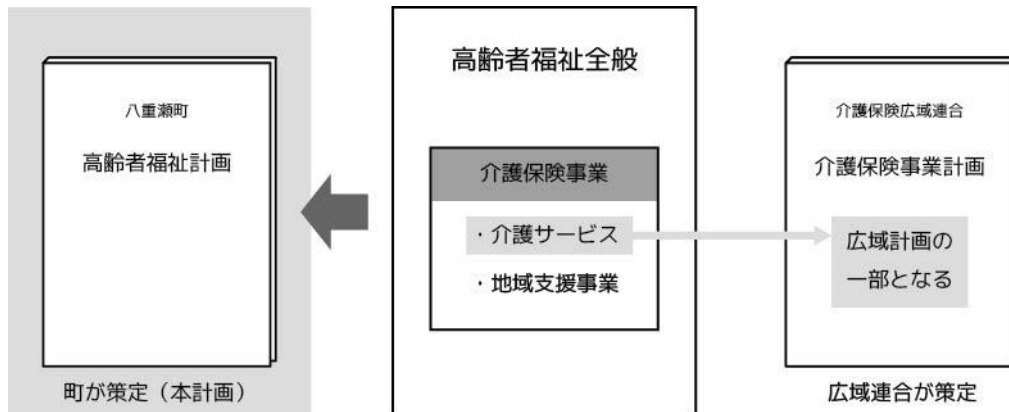 八重瀬町
高齢者福祉計画
町が策定（本計画）
高齢者福祉全般
介護保険事業
・介護サービス
・地域支援事業
介護保険広域連合
介護保険事業計画
広域計画の
一部となる
広域連合が策定